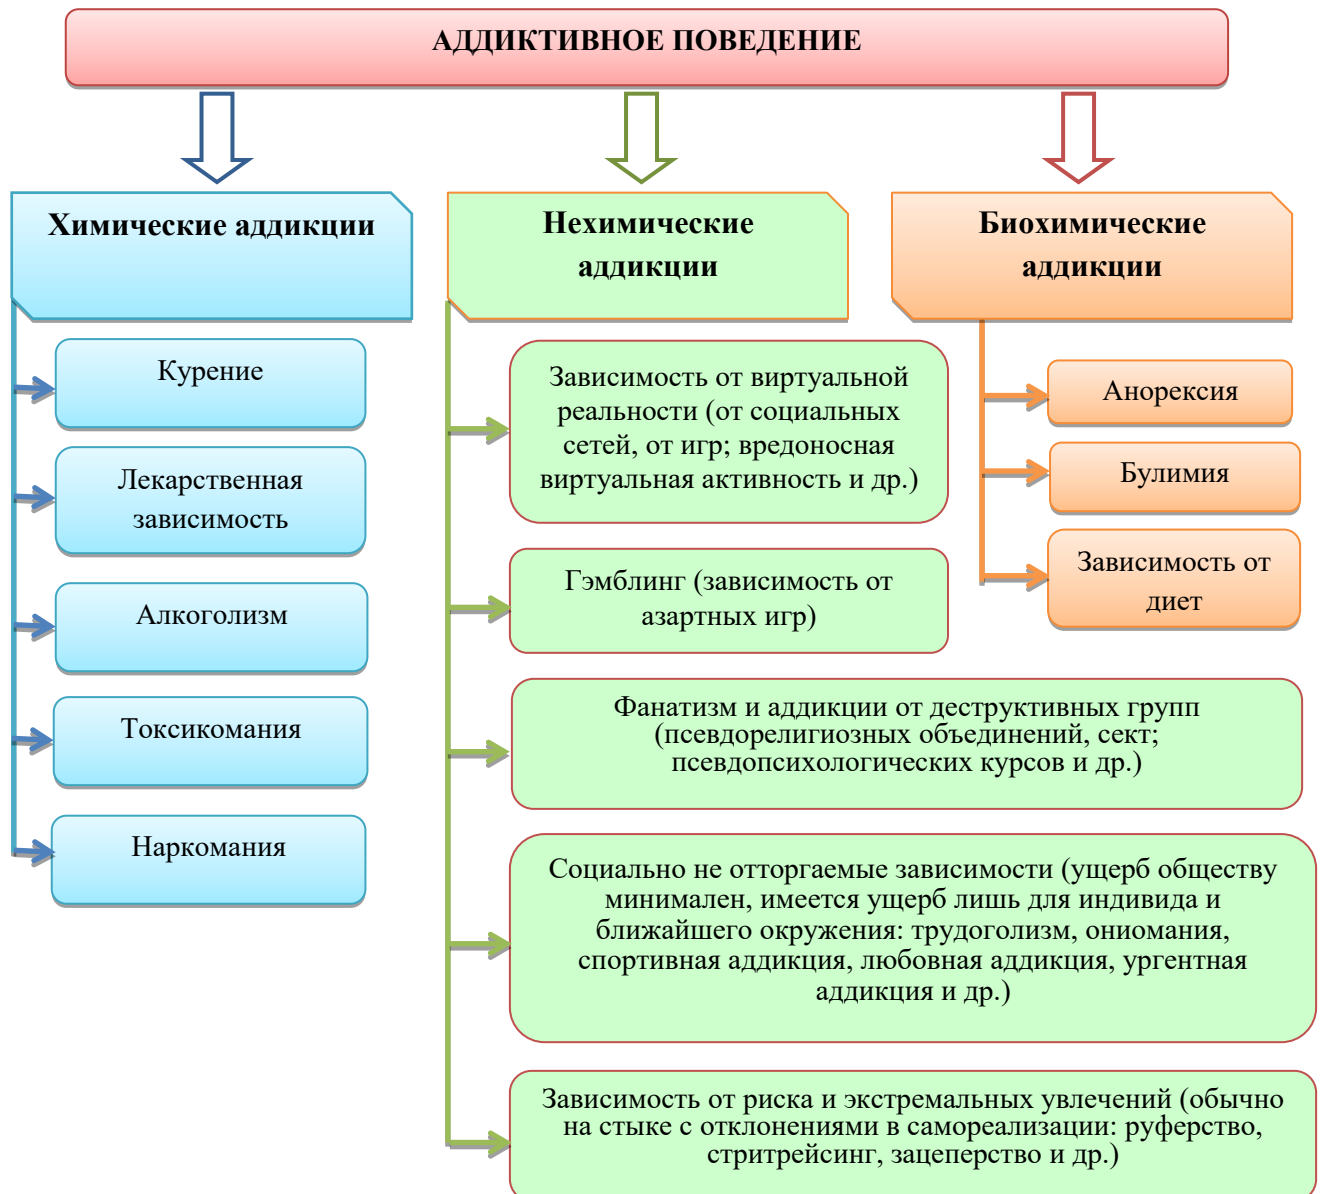 АДДИКТИВНОЕ ПОВЕДЕНИЕ
Химические аддикции
Курение
Лекарственная
зависимость
Алкоголизм
Токсикомания
Наркомания
Нехимические
аддикции
Зависимость от виртуальной
реальности (от социальных
сетей, от игр; вредоносная
виртуальная активность и др.)
Гэмблинг (зависимость от
азартных игр)
Фанатизм и аддикции от деструктивных групп
(псевдорелигиозных объединений, сект;
псевдопсихологических курсов и др.)
Социально не отторгаемые зависимости (ущерб обществу
минимален, имеется ущерб лишь для индивида и
ближайшего окружения: трудоголизм, ониомания,
спортивная аддикция, любовная аддикция, ургентная
аддикция и др.)
Зависимость от риска и экстремальных увлечений (обычно
на стыке с отклонениями в самореализации: руферство,
стритрейсинг, зацеперство и др.)
Биохимические
аддикции
Анорексия
Булимия
Зависимость от
диет